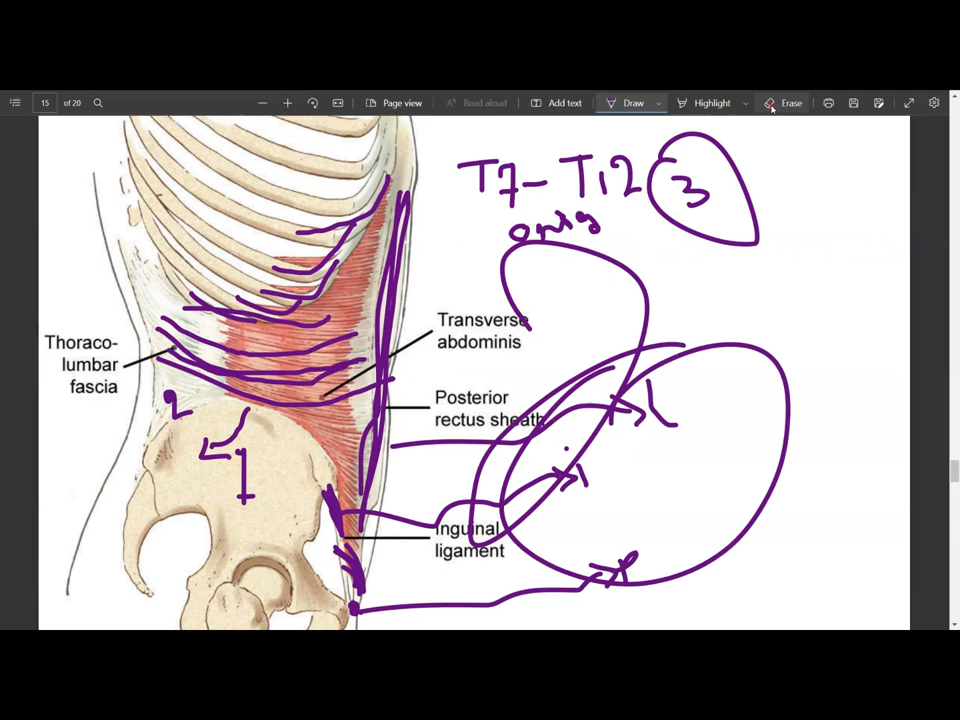 15 of 20 Page view Read aloud Add text Draw Highlight Erase
T7 - T12 3
Thoraco-
lumbar
fascia
Transverse
abdominis
Posterior
rectus sheath
2
1
Inguinal
ligament